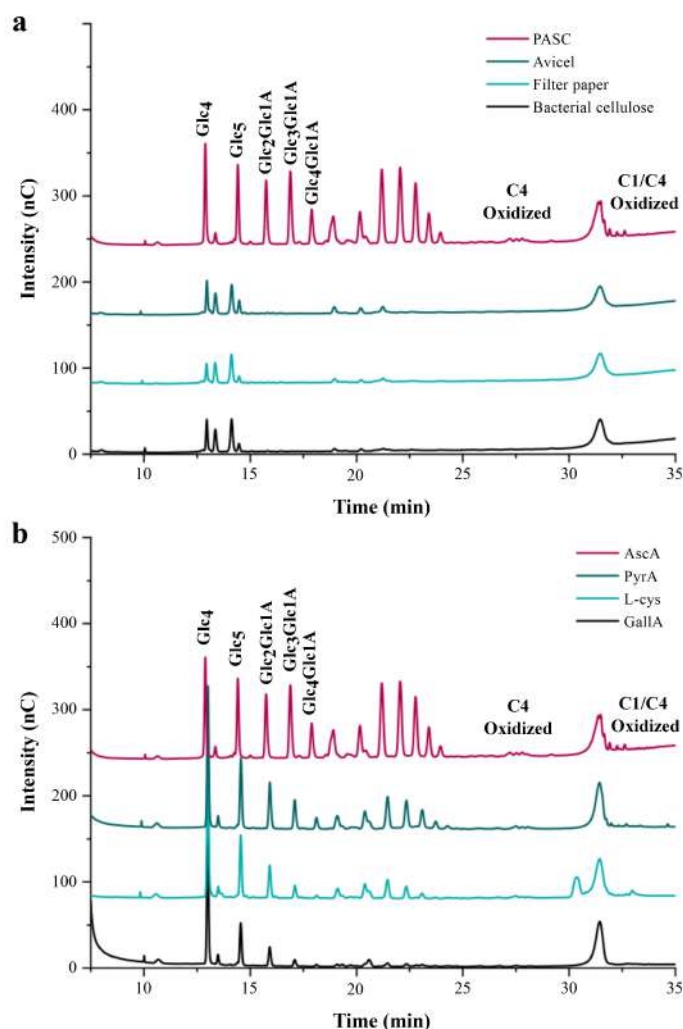 a
PASC
Avicel
Filter paper
Bacterial cellulose
400
300
200
100
0
Intensity (nC)
Glc4
Glc5
Glc2Glc1A
Glc3Glc1A
Glc4Glc1A
C4
Oxidized
C1/C4
Oxidized
10
15
20
25
30
35
Time (min)
b
AscA
PyrA
L-cys
GallA
500
400
300
200
100
0
Intensity (nC)
Glc4
Glc5
Glc2Glc1A
Glc3Glc1A
Glc4Glc1A
C4
Oxidized
C1/C4
Oxidized
10
15
20
25
30
35
Time (min)